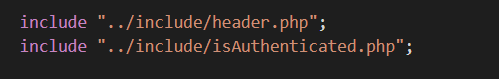 include "../include/header.php";
include "../include/isAuthenticated.php";